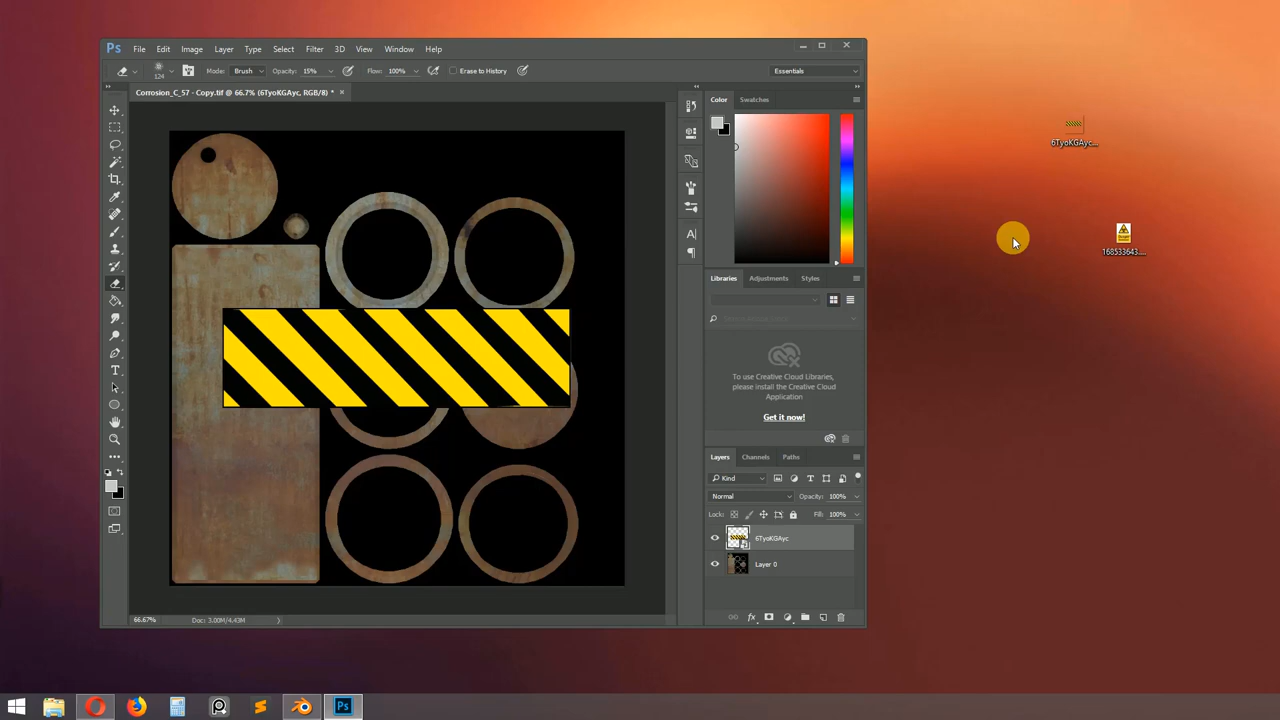 Ps File Edit Image Layer Type Select Filter 3D View Window Help
124 Mode: Brush Opacity: 15% Flow: 100% Erase to History Essentials
Corrosion_C_57 - Copy.tif @ 66.7% (6TyoKGAyc, RGB/8) *
Color Swatches
6TyoKGAyc...
168533643....
Libraries Adjustments Styles
To use Creative Cloud Libraries,
please install the Creative Cloud
Application
Get it now!
Layers Channels Paths
Kind
Normal Opacity: 100%
Lock: Fill: 100%
6TyoKGAyc
Layer 0
66.67% Doc: 3.00M/4.43M
Ps